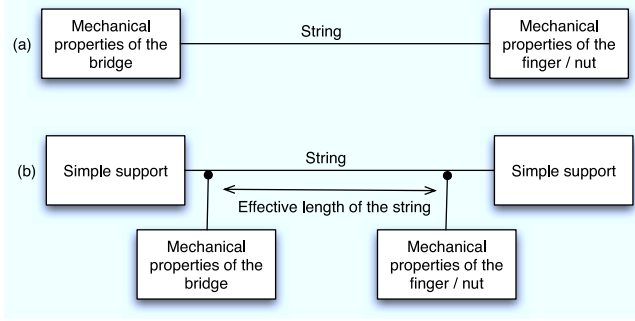 (a)
Mechanical
properties of the
bridge
String
Mechanical
properties of the
finger / nut
(b)
Simple support
String
Simple support
Effective length of the string
Mechanical
properties of the
bridge
Mechanical
properties of the
finger / nut